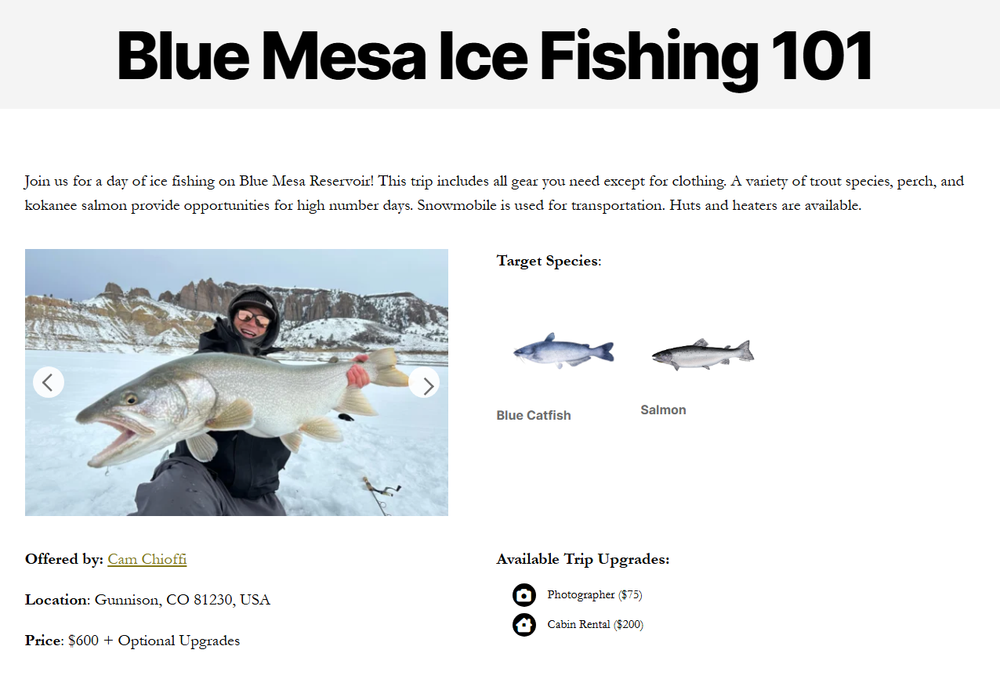 Blue Mesa Ice Fishing 101
Join us for a day of ice fishing on Blue Mesa Reservoir! This trip includes all gear you need except for clothing. A variety of trout species, perch, and
kokanee salmon provide opportunities for high number days. Snowmobile is used for transportation. Huts and heaters are available.
Target Species:
Blue Catfish
Salmon
Offered by: Cam Chioffi
Location: Gunnison, CO 81230, USA
Price: $600 + Optional Upgrades
Available Trip Upgrades:
Photographer ($75)
Cabin Rental ($200)